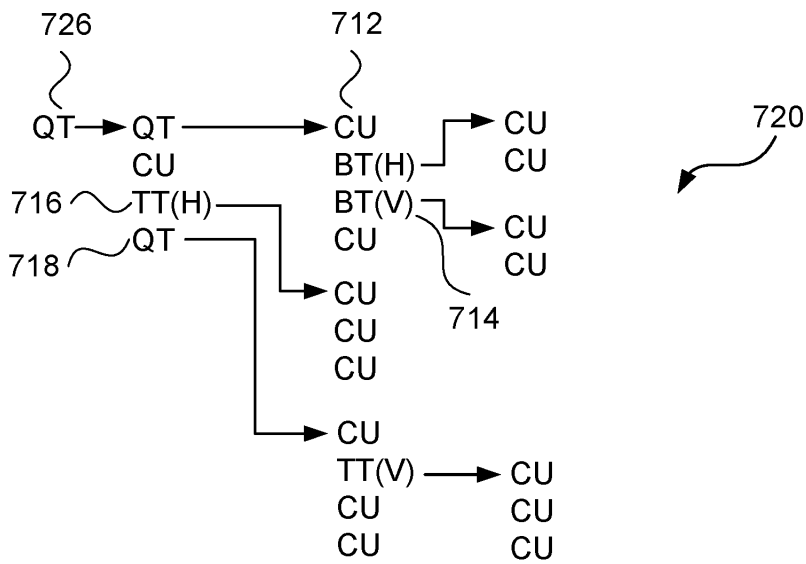 726
712
QT QT CU CU
720
CU BT(H) CU
716 TT(H) BT(V)
CU
718 QT CU
CU
CU 714
CU
CU
CU
TT(V) CU
CU CU
CU CU